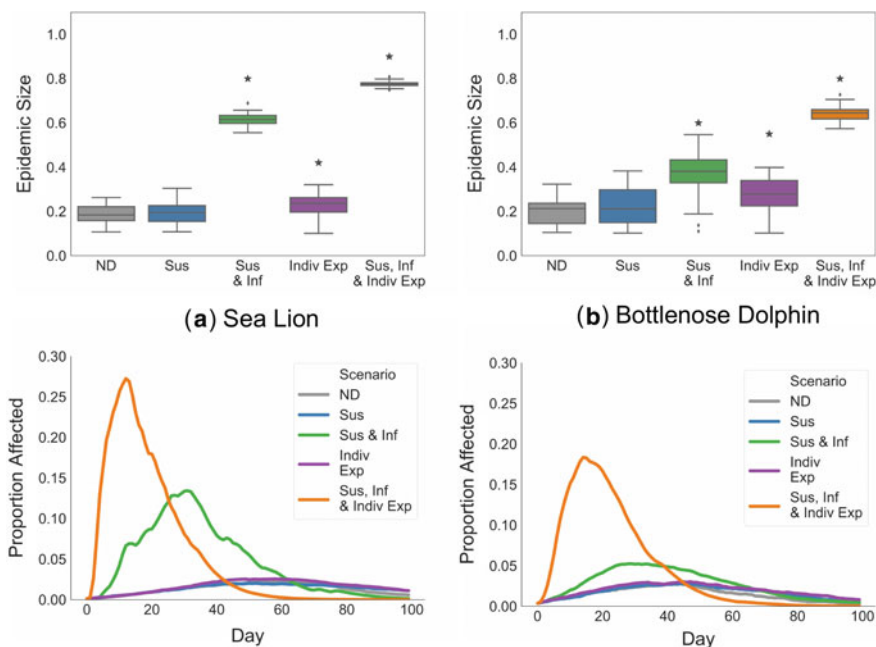 1.0
0.8
0.6
0.4
0.2
0.0
Epidemic Size
ND
Sus
Sus
& Inf
Indiv Exp
Sus, Inf
& Indiv Exp
(a) Sea Lion
1.0
0.8
0.6
0.4
0.2
0.0
Epidemic Size
ND
Sus
Sus
& Inf
Indiv Exp
Sus, Inf
& Indiv Exp
(b) Bottlenose Dolphin
0.30
0.25
0.20
0.15
0.10
0.05
0.00
Proportion Affected
Scenario
ND
Sus
Sus & Inf
Indiv
Exp
Sus, Inf
& Indiv Exp
0 20 40 60 80 100
Day
0.30
0.25
0.20
0.15
0.10
0.05
0.00
Proportion Affected
Scenario
ND
Sus
Sus & Inf
Indiv
Exp
Sus, Inf
& Indiv Exp
0 20 40 60 80 100
Day